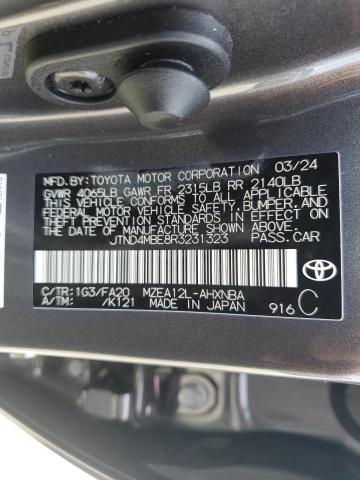 MFD. BY: TOYOTA MOTOR CORPORATION 03/24
GVWR 4065LB GAWR FR 2315LB RR 2140LB
THIS VEHICLE CONFORMS TO ALL APPLICABLE
FEDERAL MOTOR VEHICLE SAFETY, BUMPER, AND
THEFT PREVENTION STANDARDS IN EFFECT ON
THE DATE OF MANUFACTURE SHOWN ABOVE.
JTND4MBE8R3231323 PASS.CAR
C/TR: 1G3/FA20 MZEA12L-AHXNBA
A/TM: /K121 MADE IN JAPAN 916 C
TOYOTA